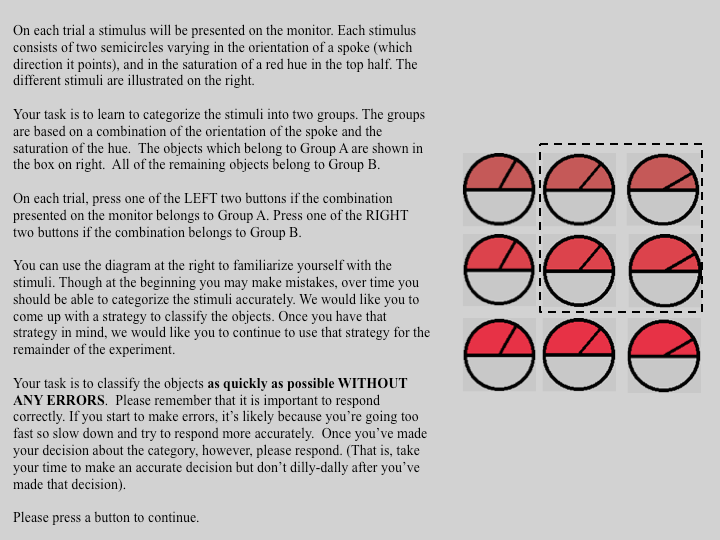 On each trial a stimulus will be presented on the monitor. Each stimulus
consists of two semicircles varying in the orientation of a spoke (which
direction it points), and in the saturation of a red hue in the top half. The
different stimuli are illustrated on the right.
Your task is to learn to categorize the stimuli into two groups. The groups
are based on a combination of the orientation of the spoke and the
saturation of the hue. The objects which belong to Group A are shown in
the box on right. All of the remaining objects belong to Group B.
On each trial, press one of the LEFT two buttons if the combination
presented on the monitor belongs to Group A. Press one of the RIGHT
two buttons if the combination belongs to Group B.
You can use the diagram at the right to familiarize yourself with the
stimuli. Though at the beginning you may make mistakes, over time you
should be able to categorize the stimuli accurately. We would like you to
come up with a strategy to classify the objects. Once you have that
strategy in mind, we would like you to continue to use that strategy for the
remainder of the experiment.
Your task is to classify the objects as quickly as possible WITHOUT
ANY ERRORS. Please remember that it is important to respond
correctly. If you start to make errors, it's likely because you're going too
fast so slow down and try to respond more accurately. Once you've made
your decision about the category, however, please respond. (That is, take
your time to make an accurate decision but don't dilly-dally after you've
made that decision).
Please press a button to continue.